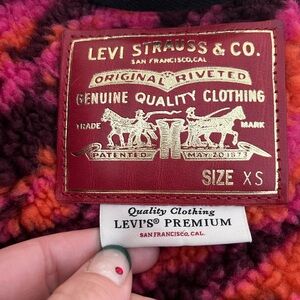 LEVI STRAUSS & CO.
SAN FRANCISCO, CAL.
ORIGINAL RIVETED
GENUINE QUALITY CLOTHING
TRADE MARK
PATENTED MAY 20 1873
SIZE XS
Quality Clothing
LEVI'S® PREMIUM
SAN FRANCISCO, CAL.